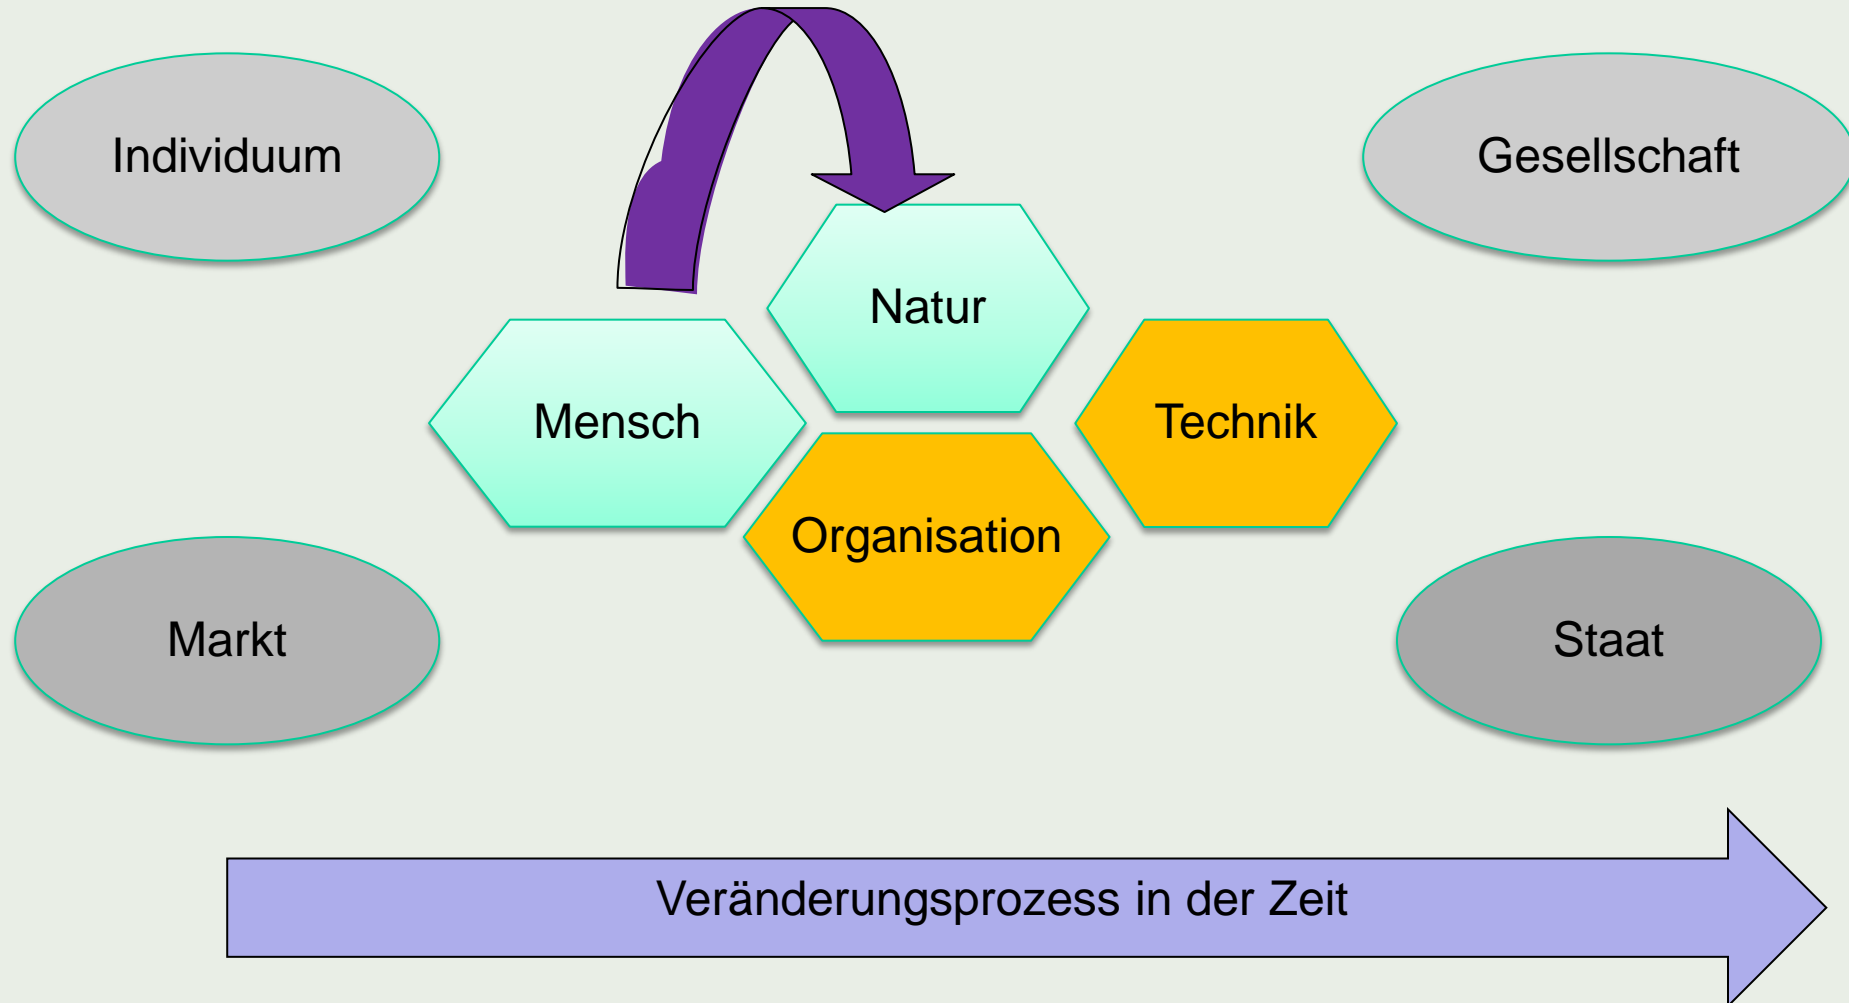 Individuum
Gesellschaft
Natur
Mensch
Technik
Organisation
Markt
Staat
Veränderungsprozess in der Zeit